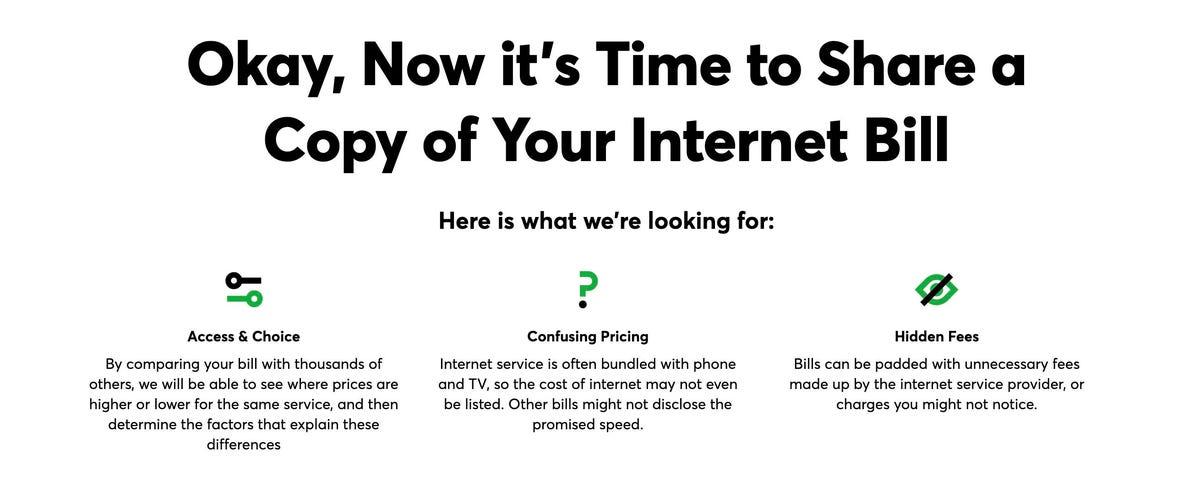 Okay, Now it's Time to Share a
Copy of Your Internet Bill
Here is what we're looking for:
Access & Choice
By comparing your bill with thousands of
others, we will be able to see where prices are
higher or lower for the same service, and then
determine the factors that explain these
differences
Confusing Pricing
Internet service is often bundled with phone
and TV, so the cost of internet may not even
be listed. Other bills might not disclose the
promised speed.
Hidden Fees
Bills can be padded with unnecessary fees
made up by the internet service provider, or
charges you might not notice.